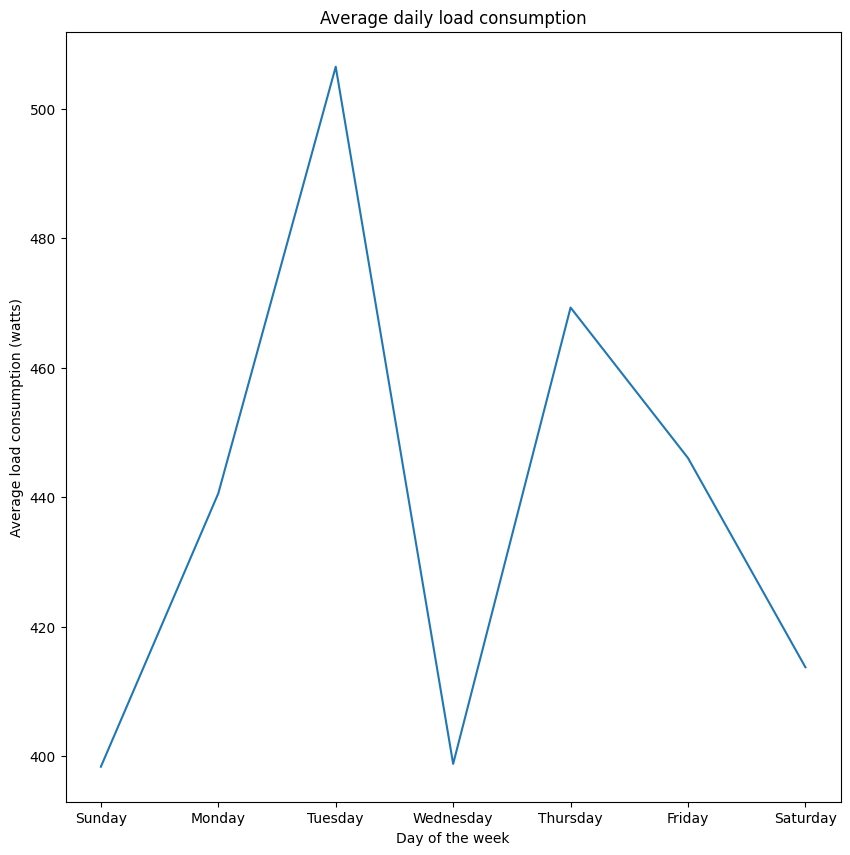 Average daily load consumption
500
480
460
440
420
400
Average load consumption (watts)
Sunday Monday Tuesday Wednesday Thursday Friday Saturday
Day of the week